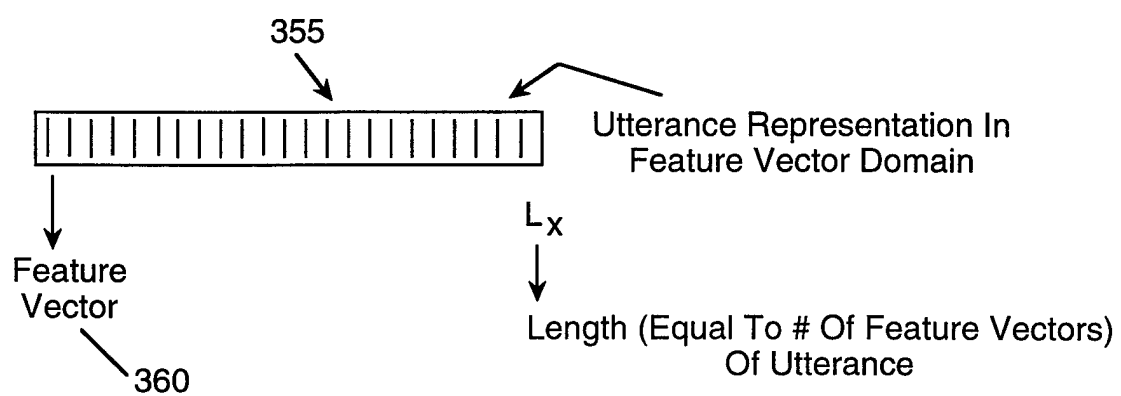 355
Utterance Representation In
Feature Vector Domain
Lx
Feature
Vector
Length (Equal To # Of Feature Vectors)
Of Utterance
360